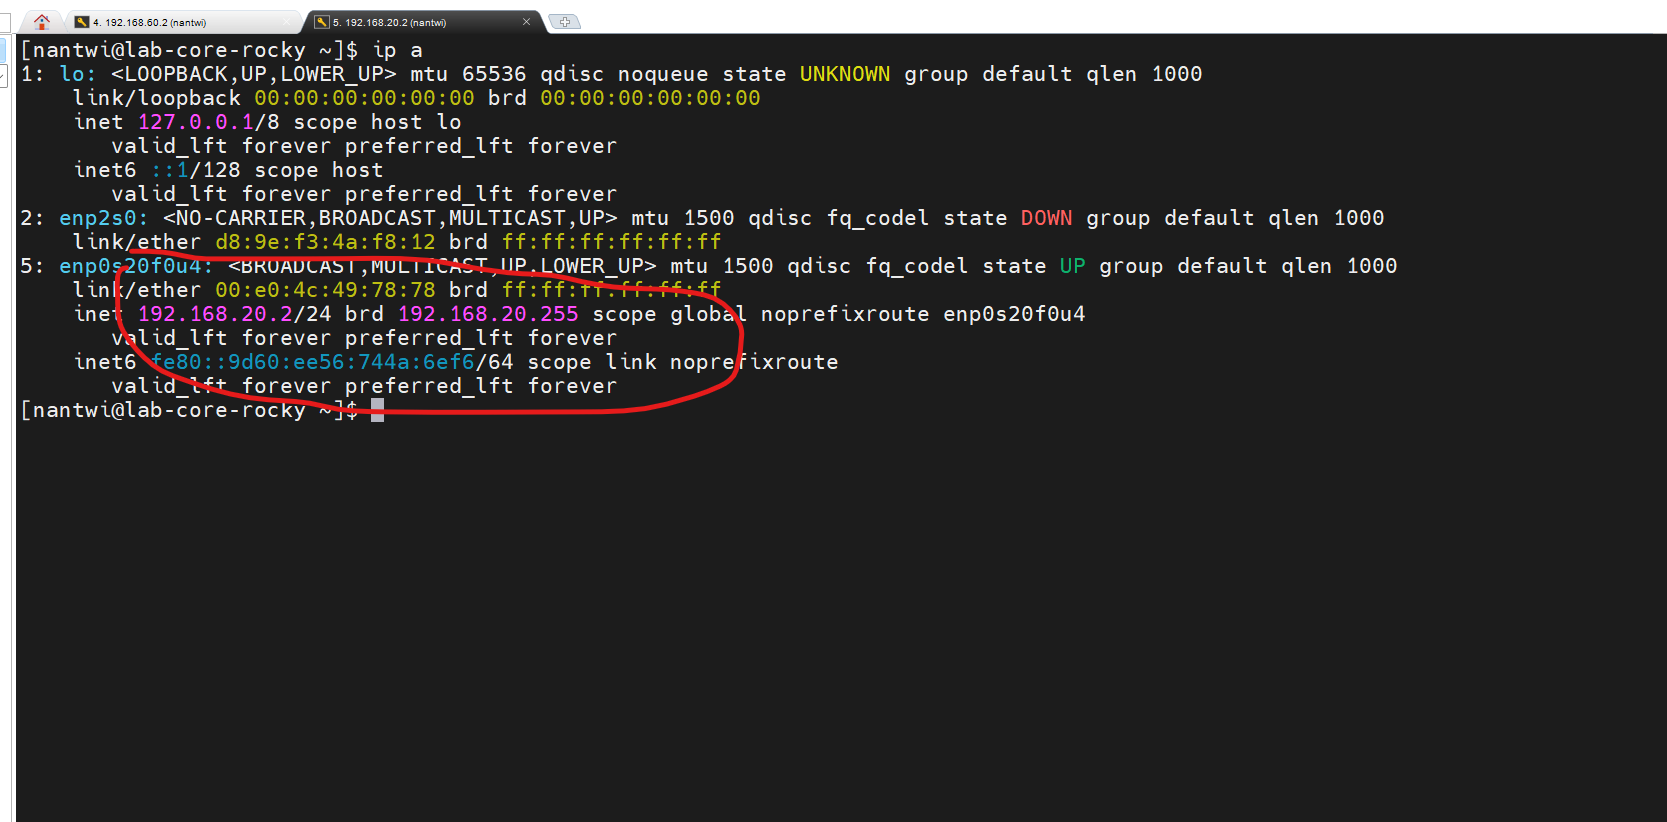 4. 192.168.60.2 (nantwi)
5. 192.168.20.2 (nantwi)
[nantwi@lab-core-rocky ~]$ ip a
1: lo: <LOOPBACK,UP,LOWER_UP> mtu 65536 qdisc noqueue state UNKNOWN group default qlen 1000
    link/loopback 00:00:00:00:00:00 brd 00:00:00:00:00:00
    inet 127.0.0.1/8 scope host lo
       valid_lft forever preferred_lft forever
    inet6 ::1/128 scope host
       valid_lft forever preferred_lft forever
2: enp2s0: <NO-CARRIER,BROADCAST,MULTICAST,UP> mtu 1500 qdisc fq_codel state DOWN group default qlen 1000
    link/ether d8:9e:f3:4a:f8:12 brd ff:ff:ff:ff:ff:ff
5: enp0s20f0u4: <BROADCAST,MULTICAST,UP,LOWER_UP> mtu 1500 qdisc fq_codel state UP group default qlen 1000
    link/ether 00:e0:4c:49:78:78 brd ff:ff:ff:ff:ff:ff
    inet 192.168.20.2/24 brd 192.168.20.255 scope global noprefixroute enp0s20f0u4
       valid_lft forever preferred_lft forever
    inet6 fe80::9d60:ee56:744a:6ef6/64 scope link noprefixroute
       valid_lft forever preferred_lft forever
[nantwi@lab-core-rocky ~]$